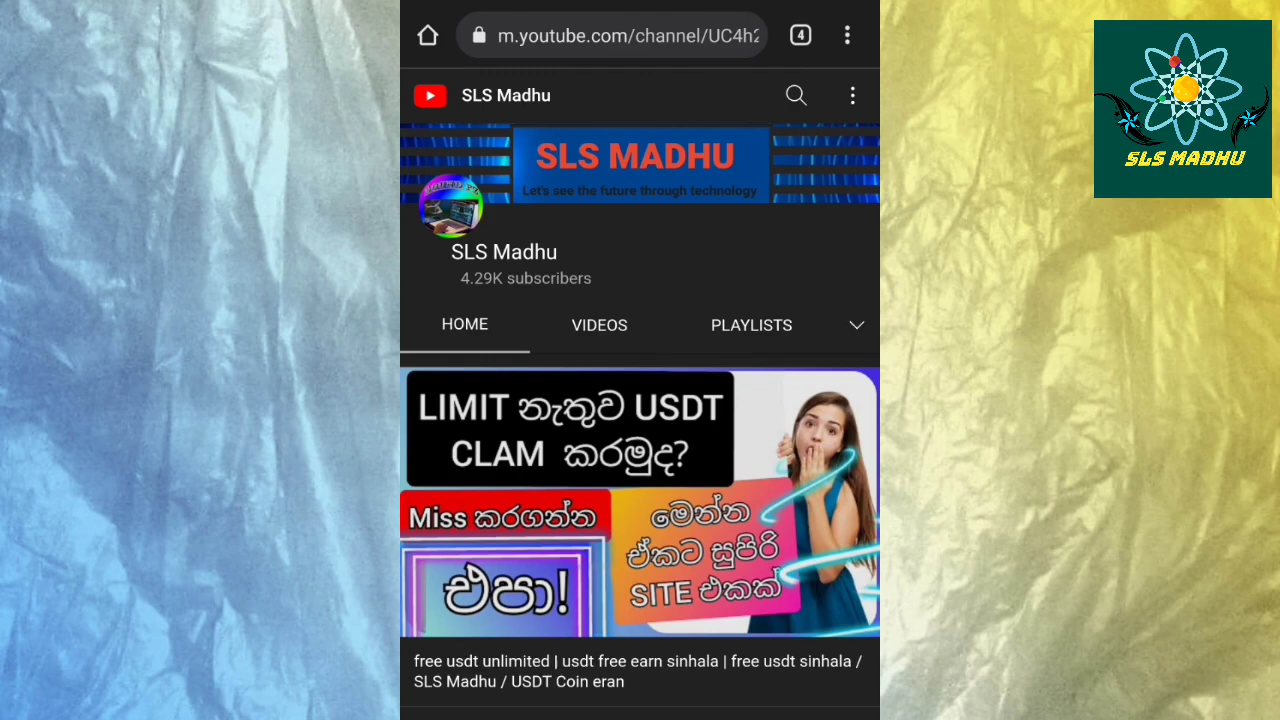 m.youtube.com/channel/UC4h2
4
SLS Madhu
SLS MADHU
SLS MADHU
Let's see the future through technology
SLS Madhu
4.29K subscribers
HOME
VIDEOS
PLAYLISTS
LIMIT නැතුව USDT
CLAM කරමුද?
Miss කරගන්න
එපා!
මෙන්න
ඒකට සුපිරි
SITE එකක්
free usdt unlimited | usdt free earn sinhala | free usdt sinhala /
SLS Madhu / USDT Coin eran